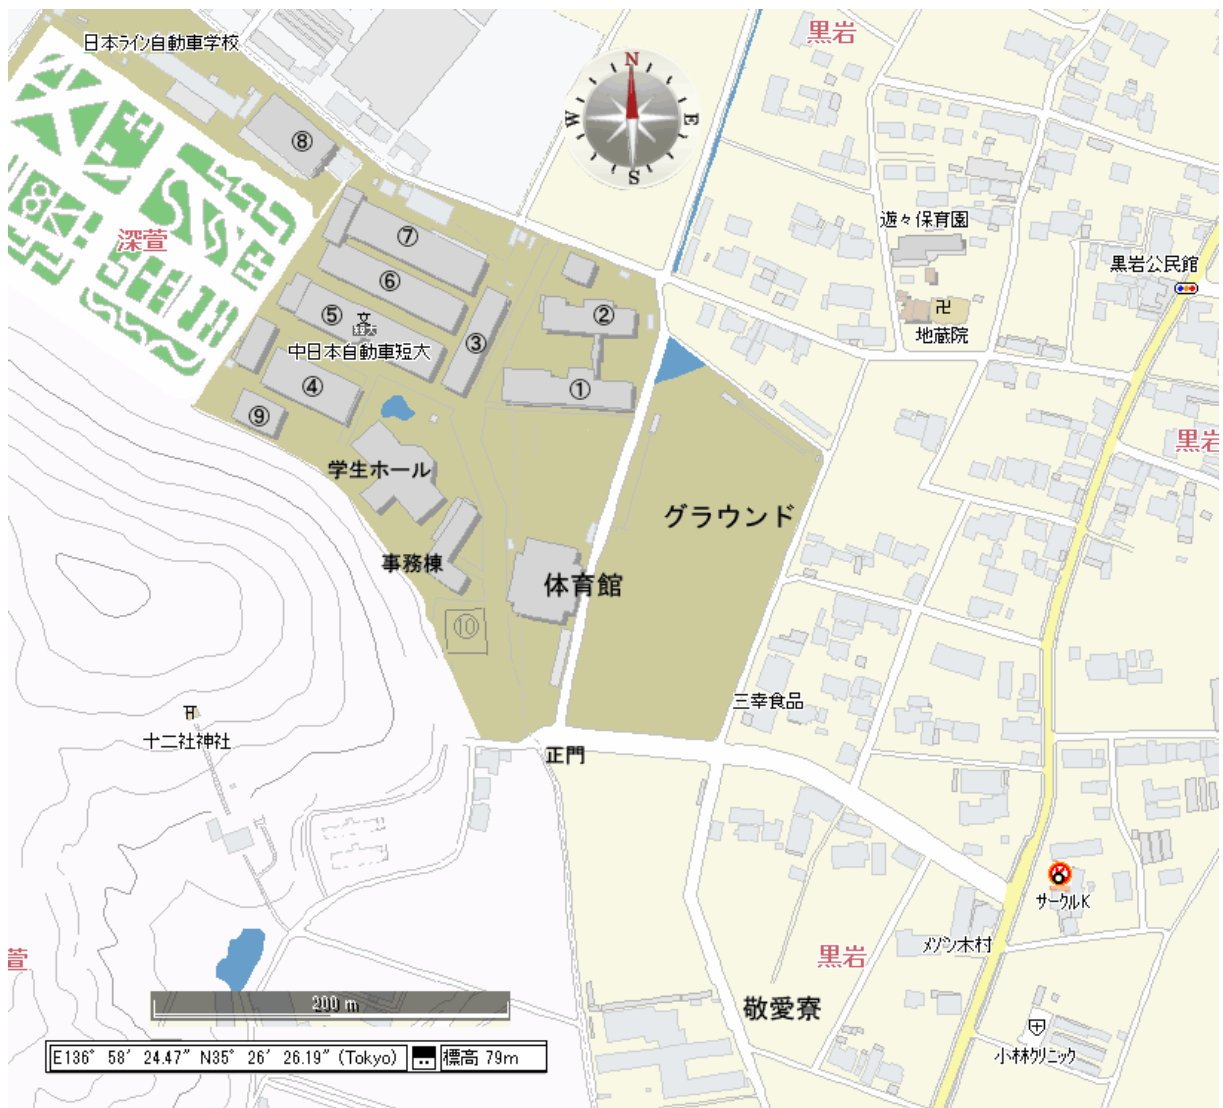 黒岩
日本ライン自動車学校
N
W
E
S
⑧
遊々保育園
⑦
深萱
黒岩公民館
⑥
⑤
文
短大
②
卍
地蔵院
③
中日本自動車短大
④
①
⑨
黒岩
学生ホール
グラウンド
事務棟
体育館
⑩
三幸食品
十二社神社
正門
サークルK
メゾン木村
萱
黒岩
200 m
敬愛寮
小林クリニック
E136° 58′ 24.47″ N35° 26′ 26.19″ (Tokyo)
標高 79m